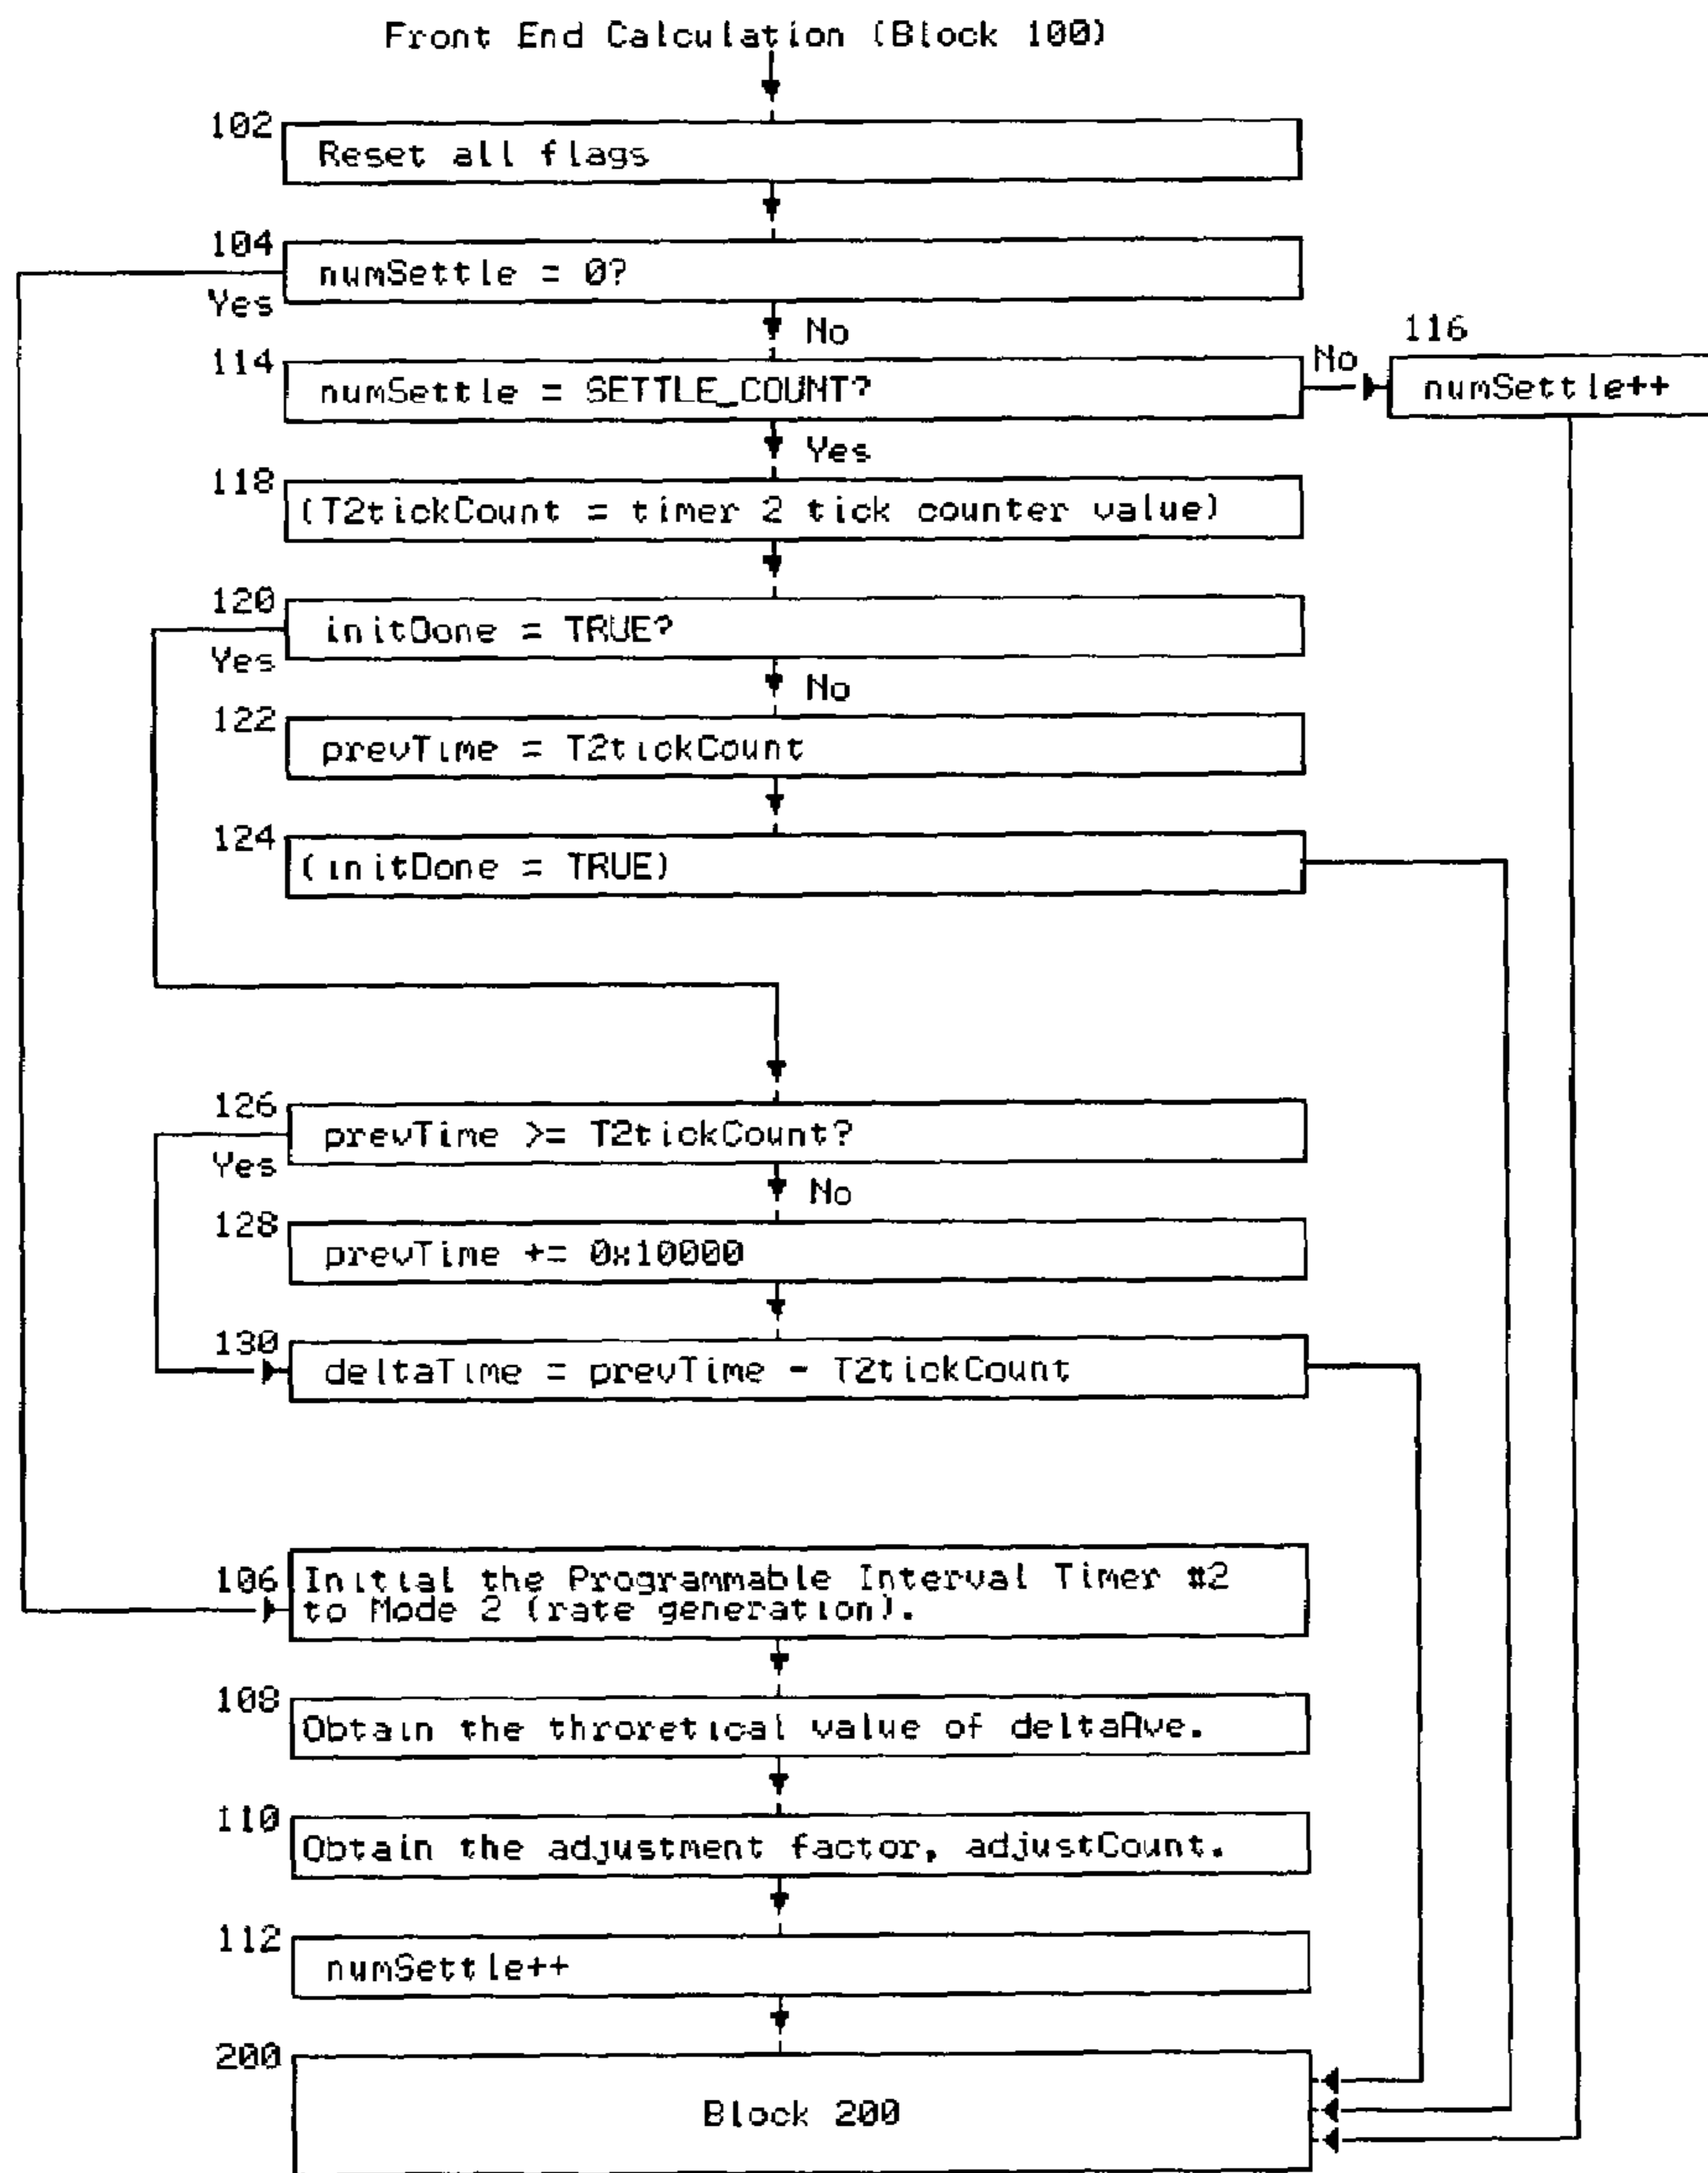 Front End Calculation (Block 100)
102
Reset all flags
104
numSettle = 0?
Yes
No
116
114
numSettle = SETTLE_COUNT?
No
numSettle++
Yes
118
(T2tickCount = timer 2 tick counter value)
120
initDone = TRUE?
Yes
No
122
prevTime = T2tickCount
124
(initDone = TRUE)
126
prevTime >= T2tickCount?
Yes
No
128
prevTime += 0x10000
130
deltaTime = prevTime - T2tickCount
106
Initial the Programmable Interval Timer #2
to Mode 2 (rate generation).
108
Obtain the throretical value of deltaAve.
110
Obtain the adjustment factor, adjustCount.
112
numSettle++
200
Block 200